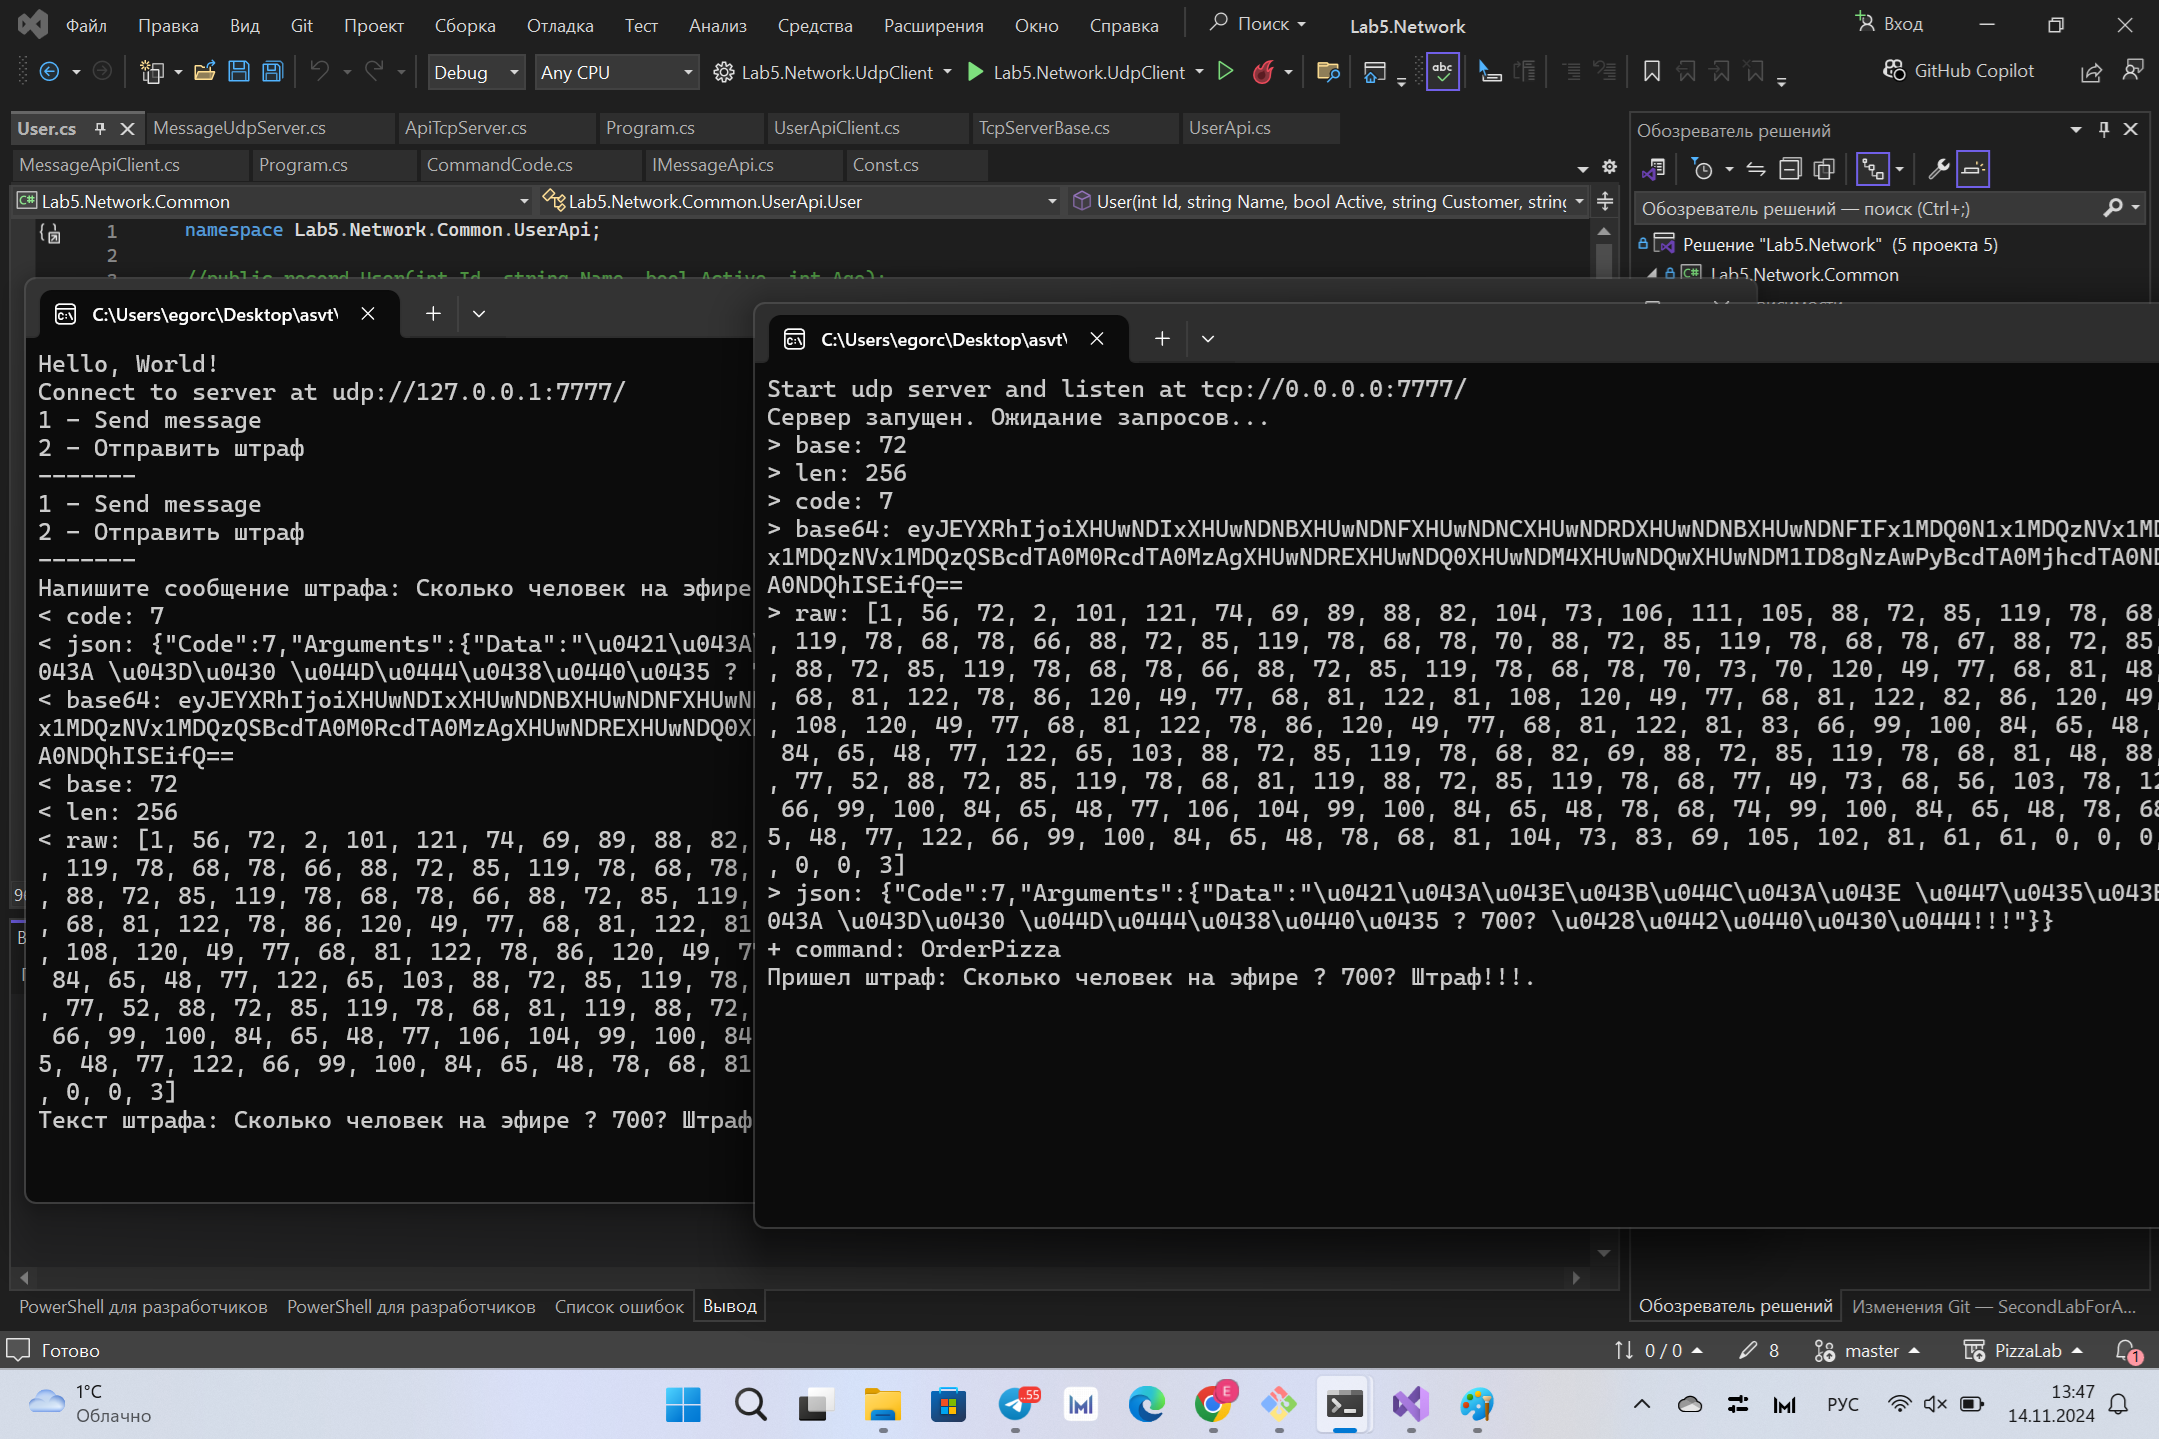 Файл Правка Вид Git Проект Сборка Отладка Тест Анализ Средства Расширения Окно Справка Поиск Lab5.Network Вход
Debug Any CPU Lab5.Network.UdpClient Lab5.Network.UdpClient GitHub Copilot
User.cs MessageUdpServer.cs ApiTcpServer.cs Program.cs UserApiClient.cs TcpServerBase.cs UserApi.cs
MessageApiClient.cs Program.cs CommandCode.cs IMessageApi.cs Const.cs
Lab5.Network.Common Lab5.Network.Common.UserApi.User User(int Id, string Name, bool Active, string Customer, string
1 namespace Lab5.Network.Common.UserApi;
2
//public record User(int Id, string Name, bool Active, int Age);
Обозреватель решений
Обозреватель решений — поиск (Ctrl+;)
Решение "Lab5.Network" (5 проекта 5)
Lab5.Network.Common
C:\Users\egorc\Desktop\asvt\
Hello, World!
Connect to server at udp://127.0.0.1:7777/
1 - Send message
2 - Отправить штраф
-------
1 - Send message
2 - Отправить штраф
-------
Напишите сообщение штрафа: Сколько человек на эфире
< code: 7
< json: {"Code":7,"Arguments":{"Data":"\u0421\u043A\
043A \u043D\u0430 \u044D\u0444\u0438\u0440\u0435 ?
< base64: eyJEYXRhIjoiXHUwNDIxXHUwNDNBXHUwNDNFXHUwN
x1MDQzNVx1MDQzQSBcdTA0M0RcdTA0MzAgXHUwNDREXHUwNDQ0X
A0NDQhISEifQ==
< base: 72
< len: 256
< raw: [1, 56, 72, 2, 101, 121, 74, 69, 89, 88, 82,
, 119, 78, 68, 78, 66, 88, 72, 85, 119, 78, 68, 78,
, 88, 72, 85, 119, 78, 68, 78, 66, 88, 72, 85, 119,
, 68, 81, 122, 78, 86, 120, 49, 77, 68, 81, 122, 81
, 108, 120, 49, 77, 68, 81, 122, 78, 86, 120, 49, 7
84, 65, 48, 77, 122, 65, 103, 88, 72, 85, 119, 78,
, 77, 52, 88, 72, 85, 119, 78, 68, 81, 119, 88, 72,
66, 99, 100, 84, 65, 48, 77, 106, 104, 99, 100, 84
5, 48, 77, 122, 66, 99, 100, 84, 65, 48, 78, 68, 81
, 0, 0, 3]
Текст штрафа: Сколько человек на эфире ? 700? Штраф
C:\Users\egorc\Desktop\asvt\
Start udp server and listen at tcp://0.0.0.0:7777/
Сервер запущен. Ожидание запросов...
> base: 72
> len: 256
> code: 7
> base64: eyJEYXRhIjoiXHUwNDIxXHUwNDNBXHUwNDNFXHUwNDNCXHUwNDRDXHUwNDNBXHUwNDNFIFx1MDQ0N1x1MDQzNVx1MD
x1MDQzNVx1MDQzQSBcdTA0M0RcdTA0MzAgXHUwNDREXHUwNDQ0XHUwNDM4XHUwNDQwXHUwNDM1ID8gNzAwPyBcdTA0MjhcdTA0ND
A0NDQhISEifQ==
> raw: [1, 56, 72, 2, 101, 121, 74, 69, 89, 88, 82, 104, 73, 106, 111, 105, 88, 72, 85, 119, 78, 68,
, 119, 78, 68, 78, 66, 88, 72, 85, 119, 78, 68, 78, 70, 88, 72, 85, 119, 78, 68, 78, 67, 88, 72, 85,
, 88, 72, 85, 119, 78, 68, 78, 66, 88, 72, 85, 119, 78, 68, 78, 70, 73, 70, 120, 49, 77, 68, 81, 48,
, 68, 81, 122, 78, 86, 120, 49, 77, 68, 81, 122, 81, 108, 120, 49, 77, 68, 81, 122, 82, 86, 120, 49,
, 108, 120, 49, 77, 68, 81, 122, 78, 86, 120, 49, 77, 68, 81, 122, 81, 83, 66, 99, 100, 84, 65, 48,
84, 65, 48, 77, 122, 65, 103, 88, 72, 85, 119, 78, 68, 82, 69, 88, 72, 85, 119, 78, 68, 81, 48, 88,
, 77, 52, 88, 72, 85, 119, 78, 68, 81, 119, 88, 72, 85, 119, 78, 68, 77, 49, 73, 68, 56, 103, 78, 12
66, 99, 100, 84, 65, 48, 77, 106, 104, 99, 100, 84, 65, 48, 78, 68, 74, 99, 100, 84, 65, 48, 78, 68
5, 48, 77, 122, 66, 99, 100, 84, 65, 48, 78, 68, 81, 104, 73, 83, 69, 105, 102, 81, 61, 61, 0, 0, 0,
, 0, 0, 3]
> json: {"Code":7,"Arguments":{"Data":"\u0421\u043A\u043E\u043B\u044C\u043A\u043E \u0447\u0435\u043B
043A \u043D\u0430 \u044D\u0444\u0438\u0440\u0435 ? 700? \u0428\u0442\u0440\u0430\u0444!!!"}}
+ command: OrderPizza
Пришел штраф: Сколько человек на эфире ? 700? Штраф!!!.
PowerShell для разработчиков PowerShell для разработчиков Список ошибок Вывод
Обозреватель решений Изменения Git — SecondLabForA...
Готово 0 / 0 8 master PizzaLab 1
1°C
Облачно
..55
E
РУС
13:47
14.11.2024